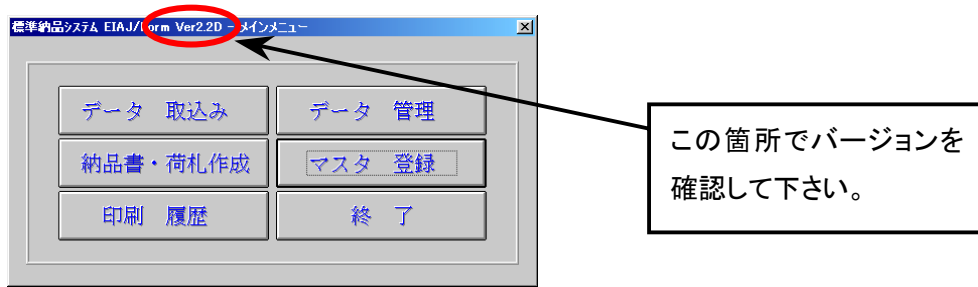 標準納品システム EIAJ/Form Ver2.2D - メインメニュー
データ 取込み
データ 管理
納品書・荷札作成
マスタ 登録
印刷 履歴
終 了
この箇所でバージョンを
確認して下さい。